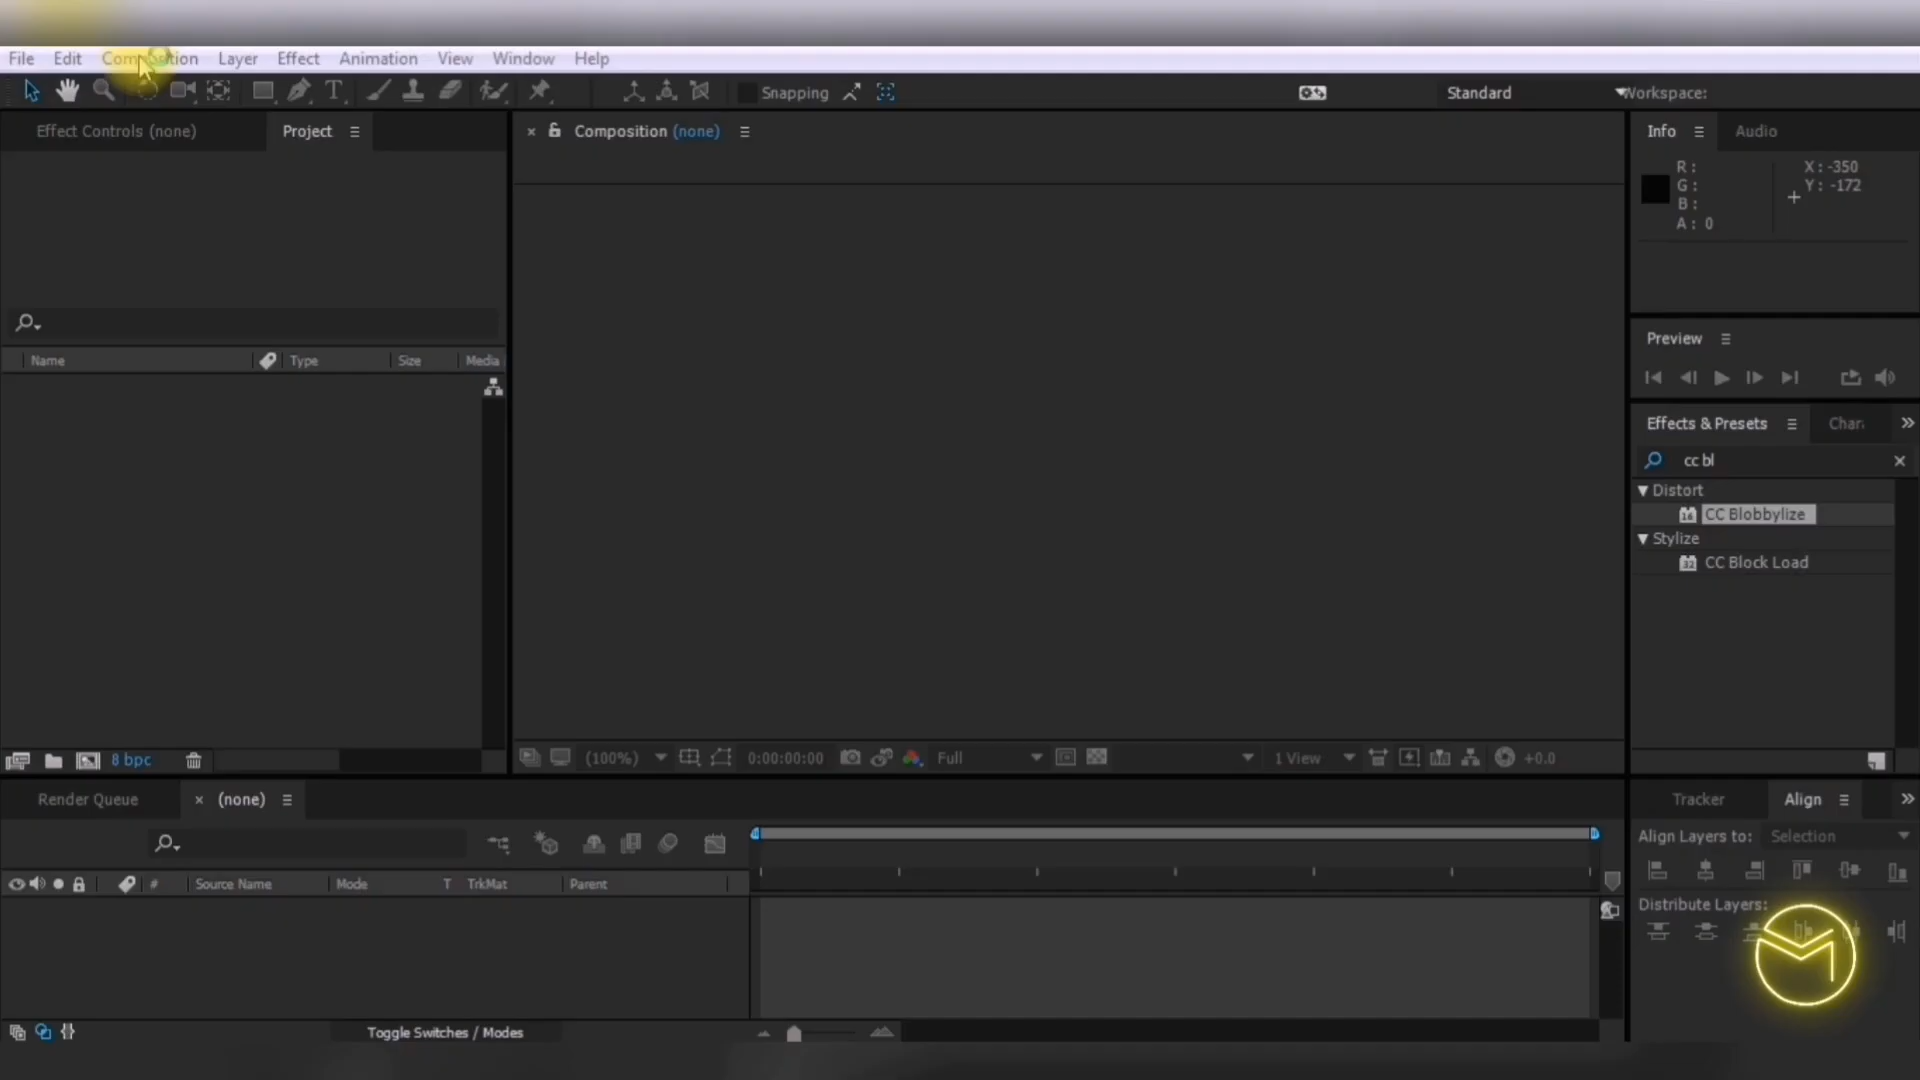 File Edit Composition Layer Effect Animation View Window Help
Snapping Standard Workspace:
Effect Controls (none) Project
Composition (none)
Info Audio
R :
G :
B :
A : 0
X : -350
Y : -172
Name Type Size Media
Preview
Effects & Presets
cc bl
Distort
16 CC Blobbylize
Stylize
32 CC Block Load
8 bpc
(100%) 0:00:00:00 Full 1 View +0.0
Render Queue (none)
# Source Name Mode T TrkMat Parent
Toggle Switches / Modes
Tracker Align
Align Layers to: Selection
Distribute Layers: